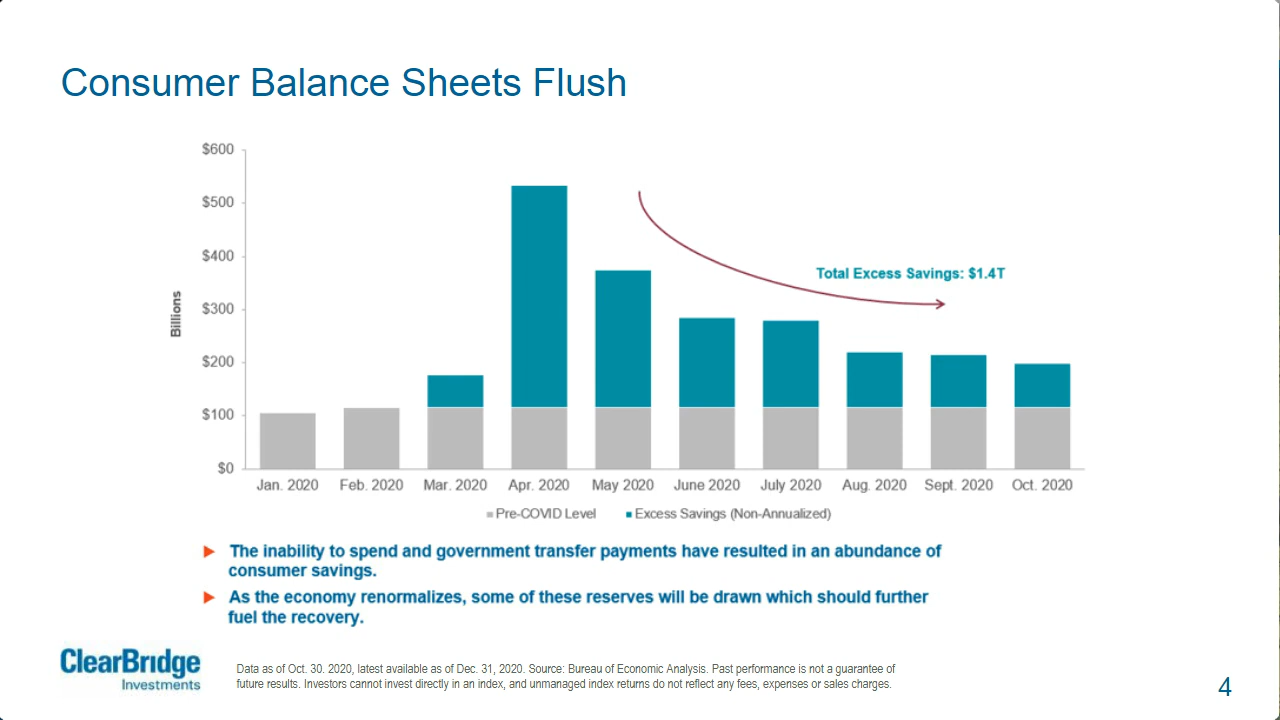 Consumer Balance Sheets Flush
$600
$500
$400
$300
$200
$100
$0
Billions
Total Excess Savings: $1.4T
Jan. 2020 Feb. 2020 Mar. 2020 Apr. 2020 May 2020 June 2020 July 2020 Aug. 2020 Sept. 2020 Oct. 2020
Pre-COVID Level Excess Savings (Non-Annualized)
The inability to spend and government transfer payments have resulted in an abundance of
consumer savings.
As the economy renormalizes, some of these reserves will be drawn which should further
fuel the recovery.
ClearBridge
Investments
Data as of Oct. 30. 2020, latest available as of Dec. 31, 2020. Source: Bureau of Economic Analysis. Past performance is not a guarantee of
future results. Investors cannot invest directly in an index, and unmanaged index returns do not reflect any fees, expenses or sales charges.
4